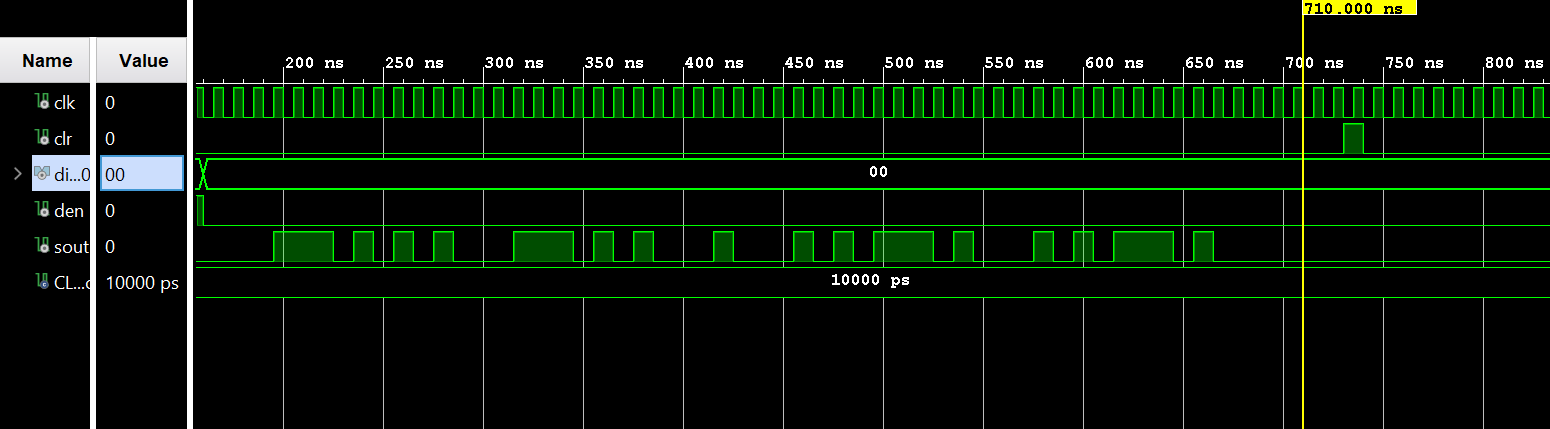 710.000 ns
Name Value
200 ns 250 ns 300 ns 350 ns 400 ns 450 ns 500 ns 550 ns 600 ns 650 ns 700 ns 750 ns 800 ns
clk 0
clr 0
di...0 00 00
den 0
sout 0
CL...c 10000 ps 10000 ps